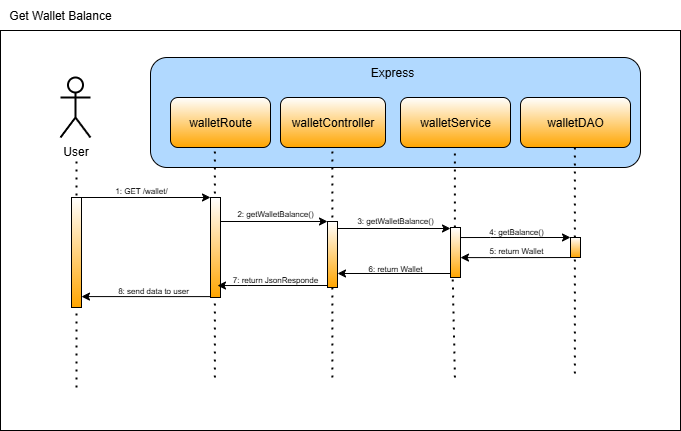 Get Wallet Balance
Express
walletRoute
walletController
walletService
walletDAO
User
1: GET /wallet/
2: getWalletBalance()
3: getWalletBalance()
4: getBalance()
5: return Wallet
6: return Wallet
7: return JsonResponde
8: send data to user